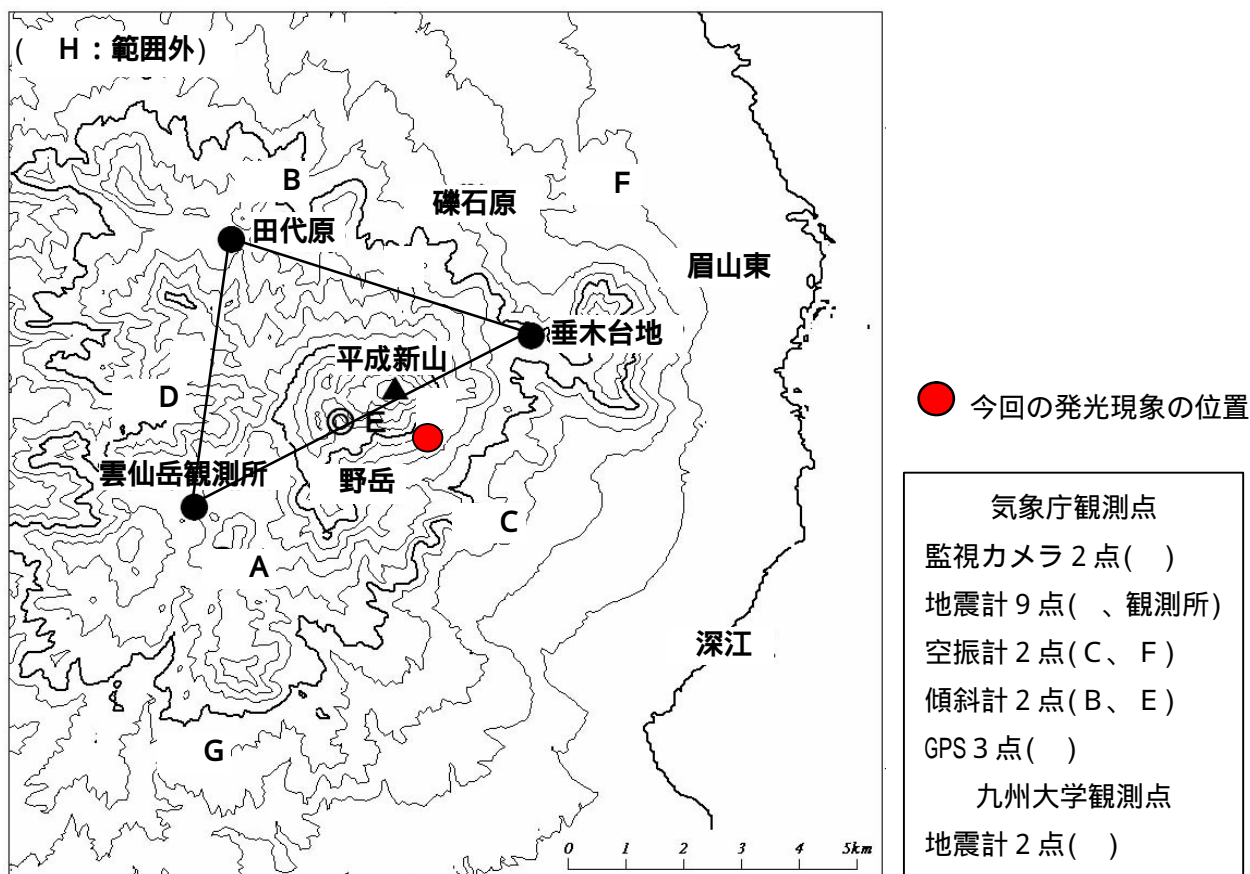 ( H：範囲外)
B
F
礫石原
田代原
眉山東
垂木台地
平成新山
D
E
今回の発光現象の位置
雲仙岳観測所
野岳
C
A
深江
G
0 1 2 3 4 5km
気象庁観測点
監視カメラ２点( )
地震計９点( 、観測所)
空振計２点(Ｃ、Ｆ)
傾斜計２点(Ｂ、Ｅ)
GPS３点( )
九州大学観測点
地震計２点( )